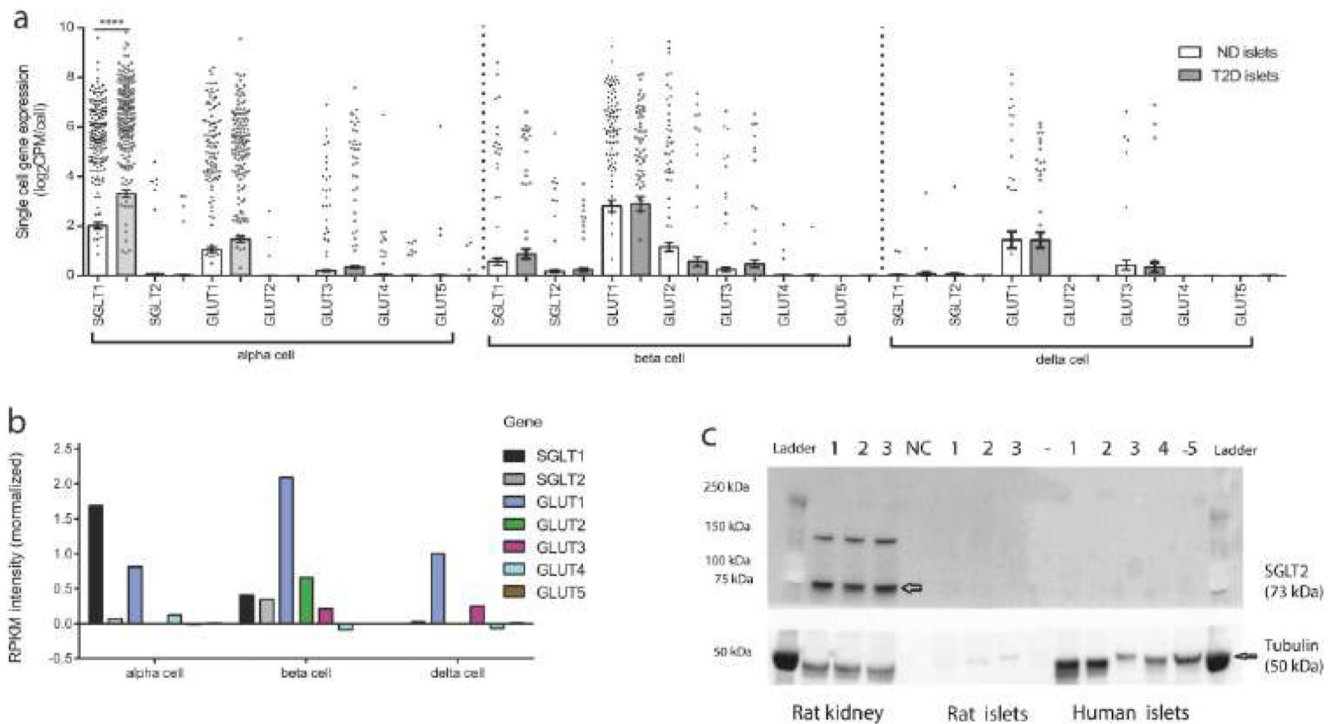 a
Single cell gene expression
(log2CPM/cell)
10
8
6
4
2
0
****
ND islets
T2D islets
SGLT1
SGLT2
GLUT1
GLUT2
GLUT3
GLUT4
GLUT5
SGLT1
SGLT2
GLUT1
GLUT2
GLUT3
GLUT4
GLUT5
SGLT1
SGLT2
GLUT1
GLUT2
GLUT3
GLUT4
GLUT5
alpha cell
beta cell
delta cell
b
RPKM intensity (mormalized)
2.5
2.0
1.5
1.0
0.5
0.0
-0.5
alpha cell
beta cell
delta cell
Gene
SGLT1
SGLT2
GLUT1
GLUT2
GLUT3
GLUT4
GLUT5
c
Ladder 1 2 3 NC 1 2 3 - 1 2 3 4 -5 Ladder
250 kDa
150 kDa
100 kDa
75 kDa
SGLT2
(73 kDa)
50 kDa
Tubulin
(50 kDa)
Rat kidney Rat islets Human islets